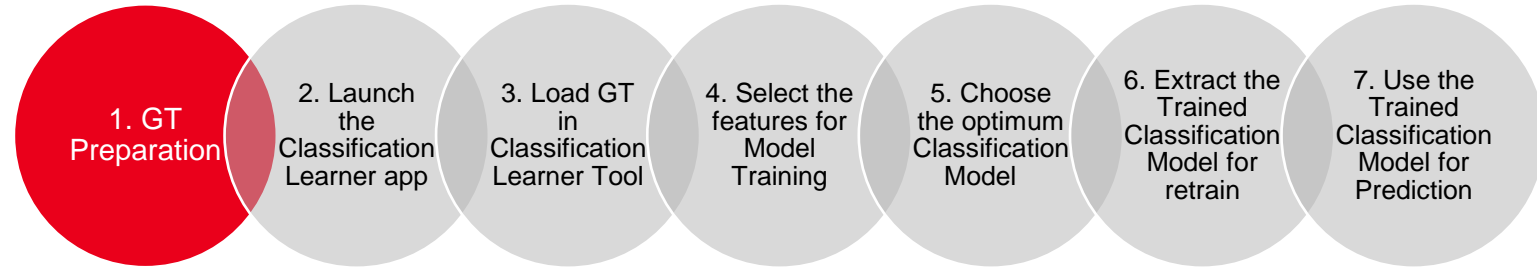 1. GT
Preparation
2. Launch
the
Classification
Learner app
3. Load GT
in
Classification
Learner Tool
4. Select the
features for
Model
Training
5. Choose
the optimum
Classification
Model
6. Extract the
Trained
Classification
Model for
retrain
7. Use the
Trained
Classification
Model for
Prediction